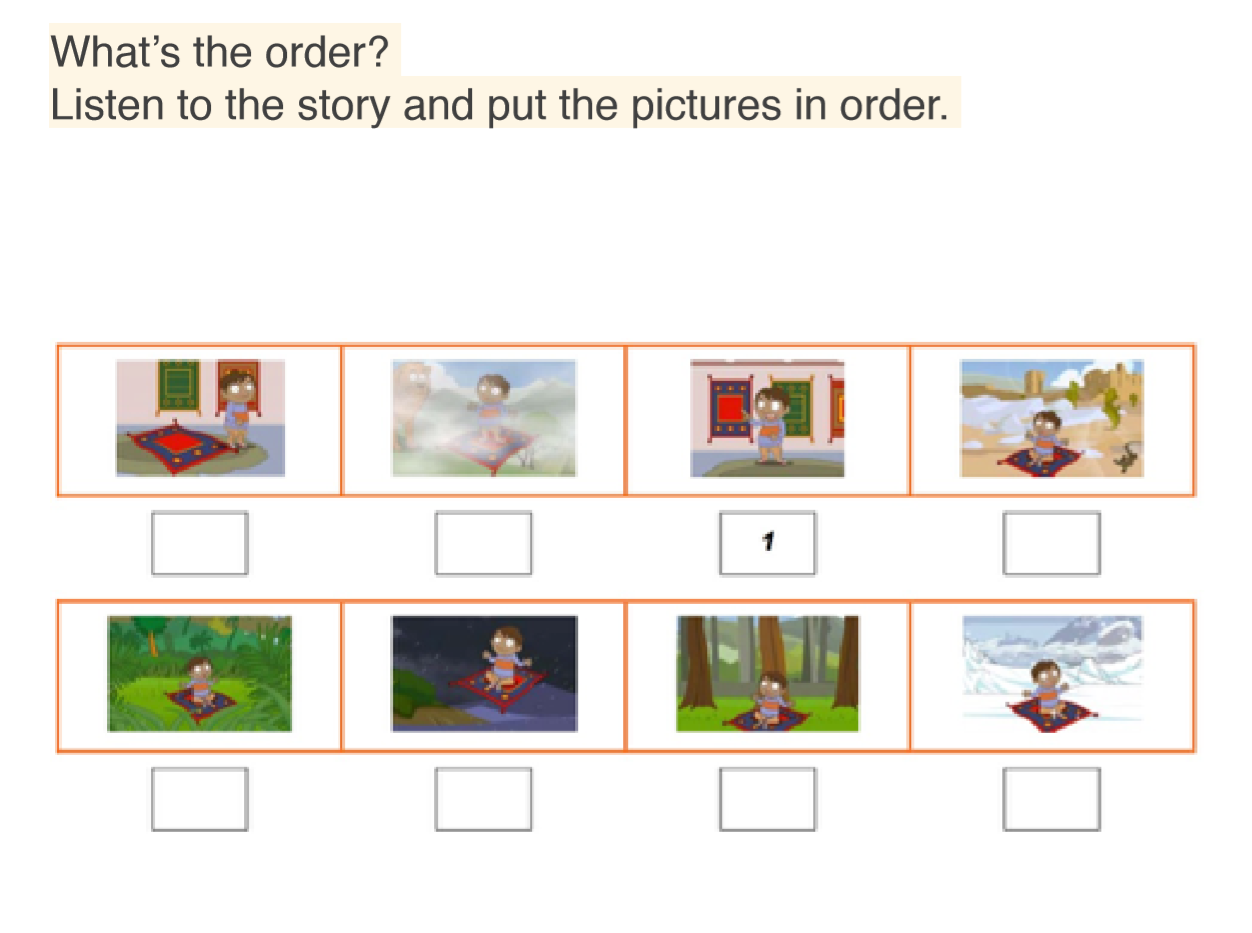 What’s the order?
Listen to the story and put the pictures in order.
1